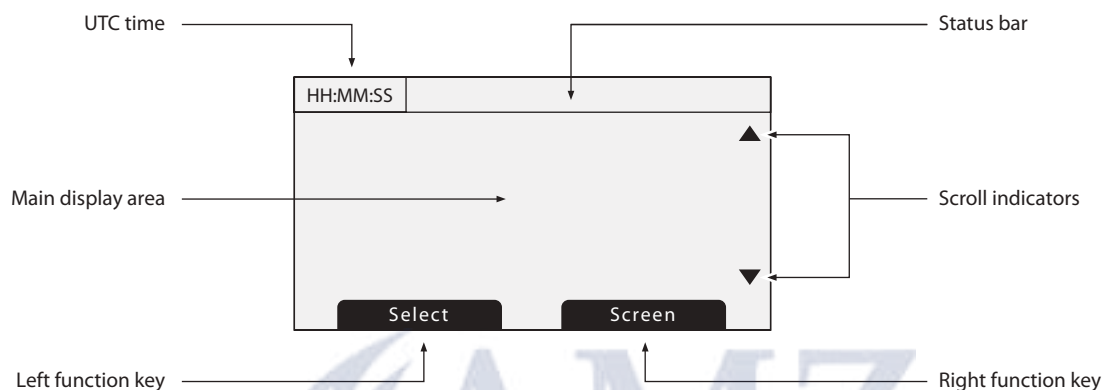 UTC time
Status bar
HH:MM:SS
Main display area
Scroll indicators
Select
Screen
Left function key
Right function key
AMZ